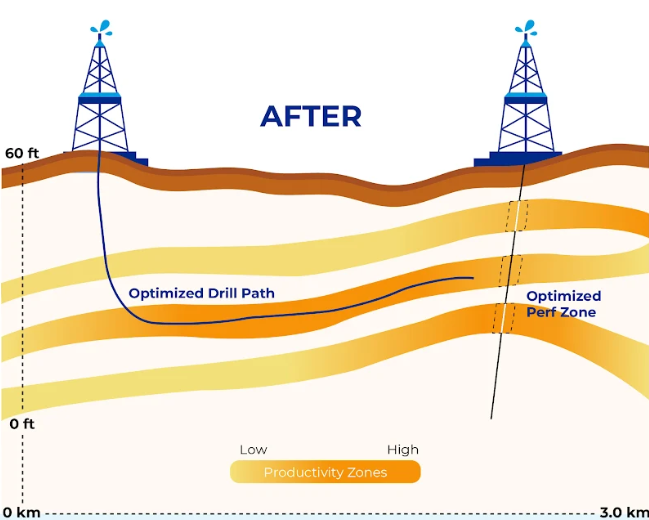 AFTER
60 ft
Optimized Drill Path
Optimized
Perf Zone
0 ft
Low
High
Productivity Zones
0 km
3.0 km